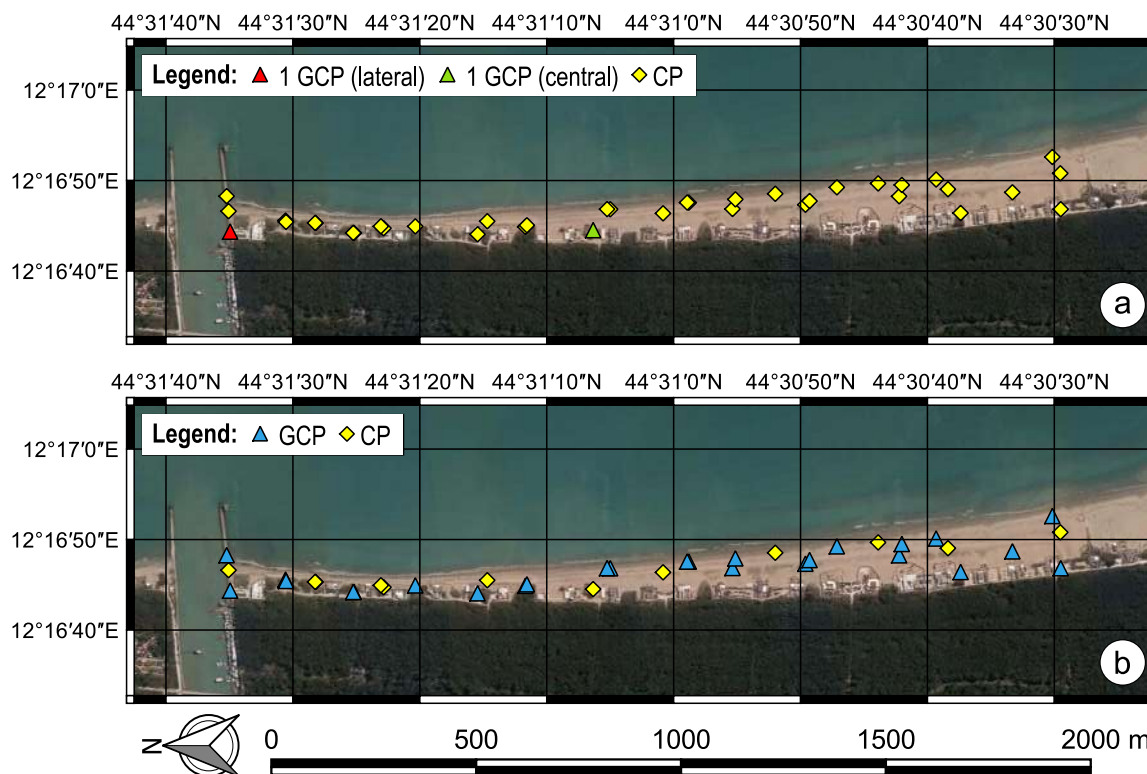 44°31′40″N 44°31′30″N 44°31′20″N 44°31′10″N 44°31′0″N 44°30′50″N 44°30′40″N 44°30′30″N
Legend: 1 GCP (lateral) 1 GCP (central) CP
12°17′0″E
12°16′50″E
12°16′40″E
a
44°31′40″N 44°31′30″N 44°31′20″N 44°31′10″N 44°31′0″N 44°30′50″N 44°30′40″N 44°30′30″N
Legend: GCP CP
12°17′0″E
12°16′50″E
12°16′40″E
b
N
0 500 1000 1500 2000 m